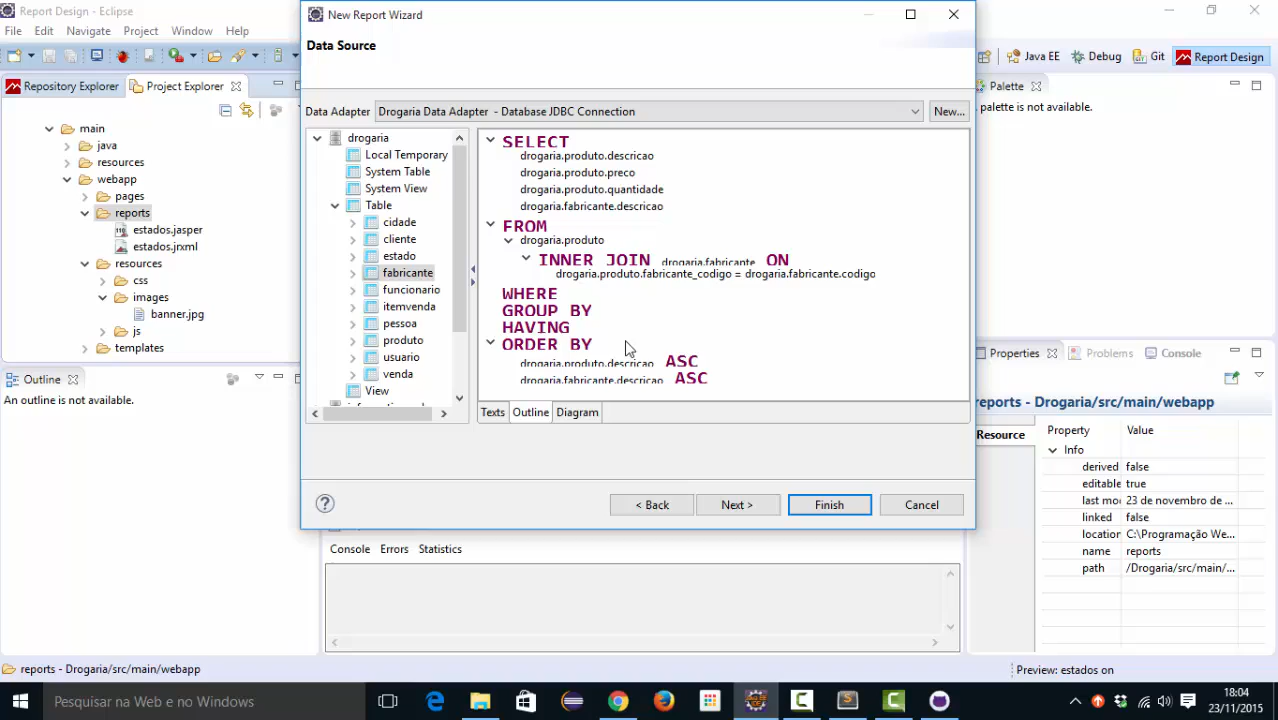 Report Design - Eclipse
File Edit Navigate Project Window Help
Java EE Debug Git Report Design
Repository Explorer Project Explorer
main
java
resources
webapp
pages
reports
estados.jasper
estados.jrxml
resources
css
images
banner.jpg
js
templates
Outline
An outline is not available.
New Report Wizard
Data Source
Data Adapter Drogaria Data Adapter - Database JDBC Connection New...
drogaria
Local Temporary
System Table
System View
Table
cidade
cliente
estado
fabricante
funcionario
itemvenda
pessoa
produto
usuario
venda
View
SELECT
drogaria.produto.descricao
drogaria.produto.preco
drogaria.produto.quantidade
drogaria.fabricante.descricao
FROM
drogaria.produto
INNER JOIN drogaria.fabricante ON
drogaria.produto.fabricante_codigo = drogaria.fabricante.codigo
WHERE
GROUP BY
HAVING
ORDER BY
drogaria.produto.descricao ASC
drogaria.fabricante.descricao ASC
Texts Outline Diagram
< Back Next > Finish Cancel
Console Errors Statistics
Palette
palette is not available.
Properties Problems Console
reports - Drogaria/src/main/webapp
Resource
Property Value
Info
derived false
editable true
last mo 23 de novembro de ...
linked false
location C:\Programação We...
name reports
path /Drogaria/src/main/...
reports - Drogaria/src/main/webapp
Preview: estados on
Pesquisar na Web e no Windows
18:04
23/11/2015